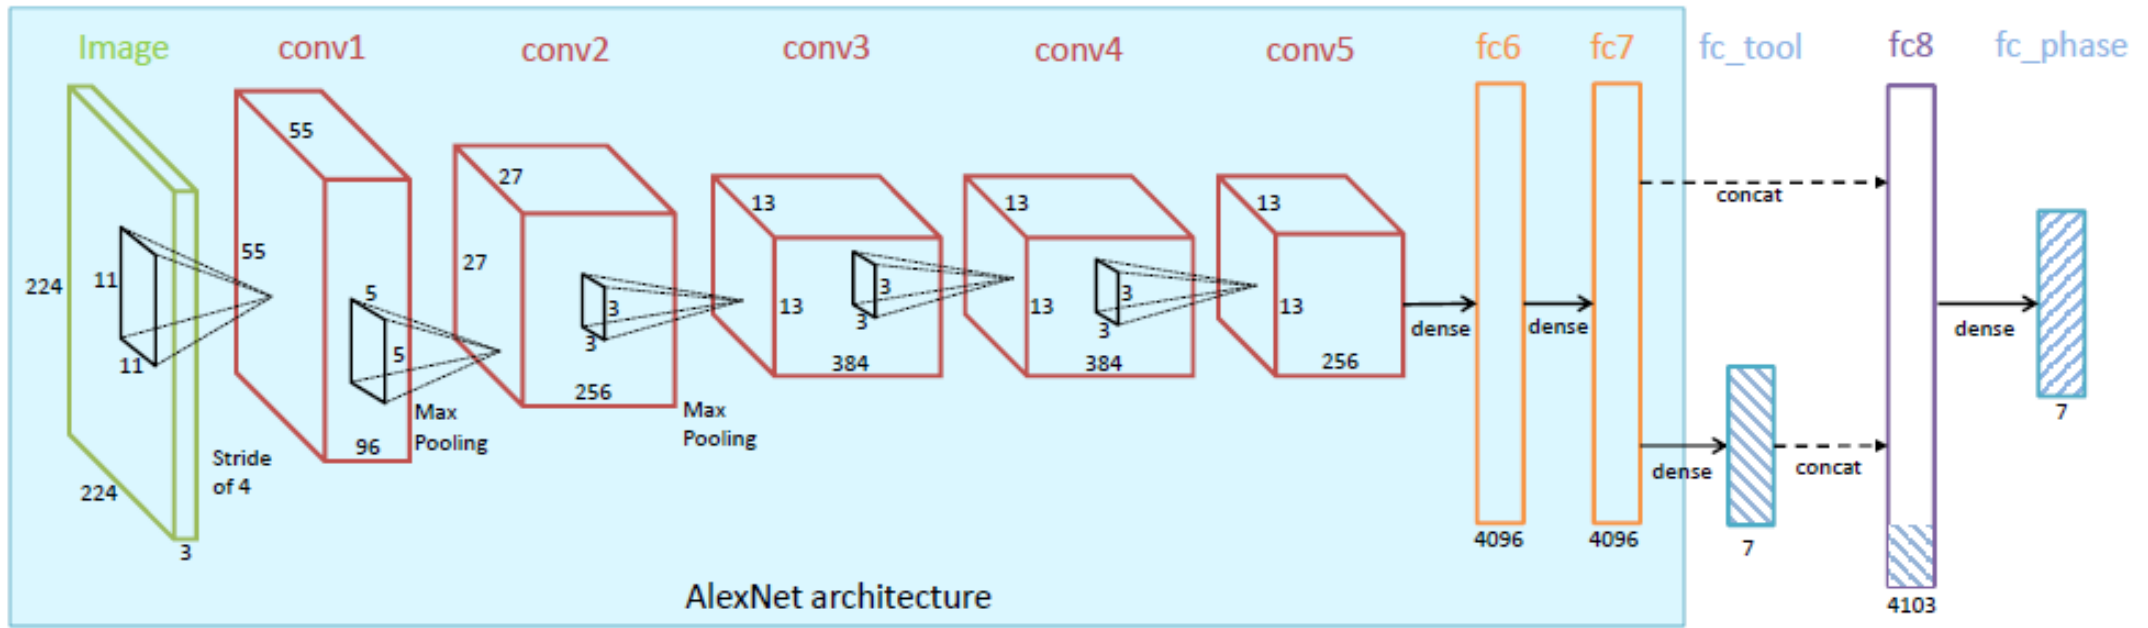 Image conv1 conv2 conv3 conv4 conv5 fc6 fc7 fc_tool fc8 fc_phase
224
224
3
11
11
Stride
of 4
55
55
96
5
5
Max
Pooling
27
27
256
3
3
Max
Pooling
13
13
384
3
3
13
13
384
3
3
13
13
256
dense
4096
dense
4096
concat
dense
7
concat
4103
dense
7
AlexNet architecture